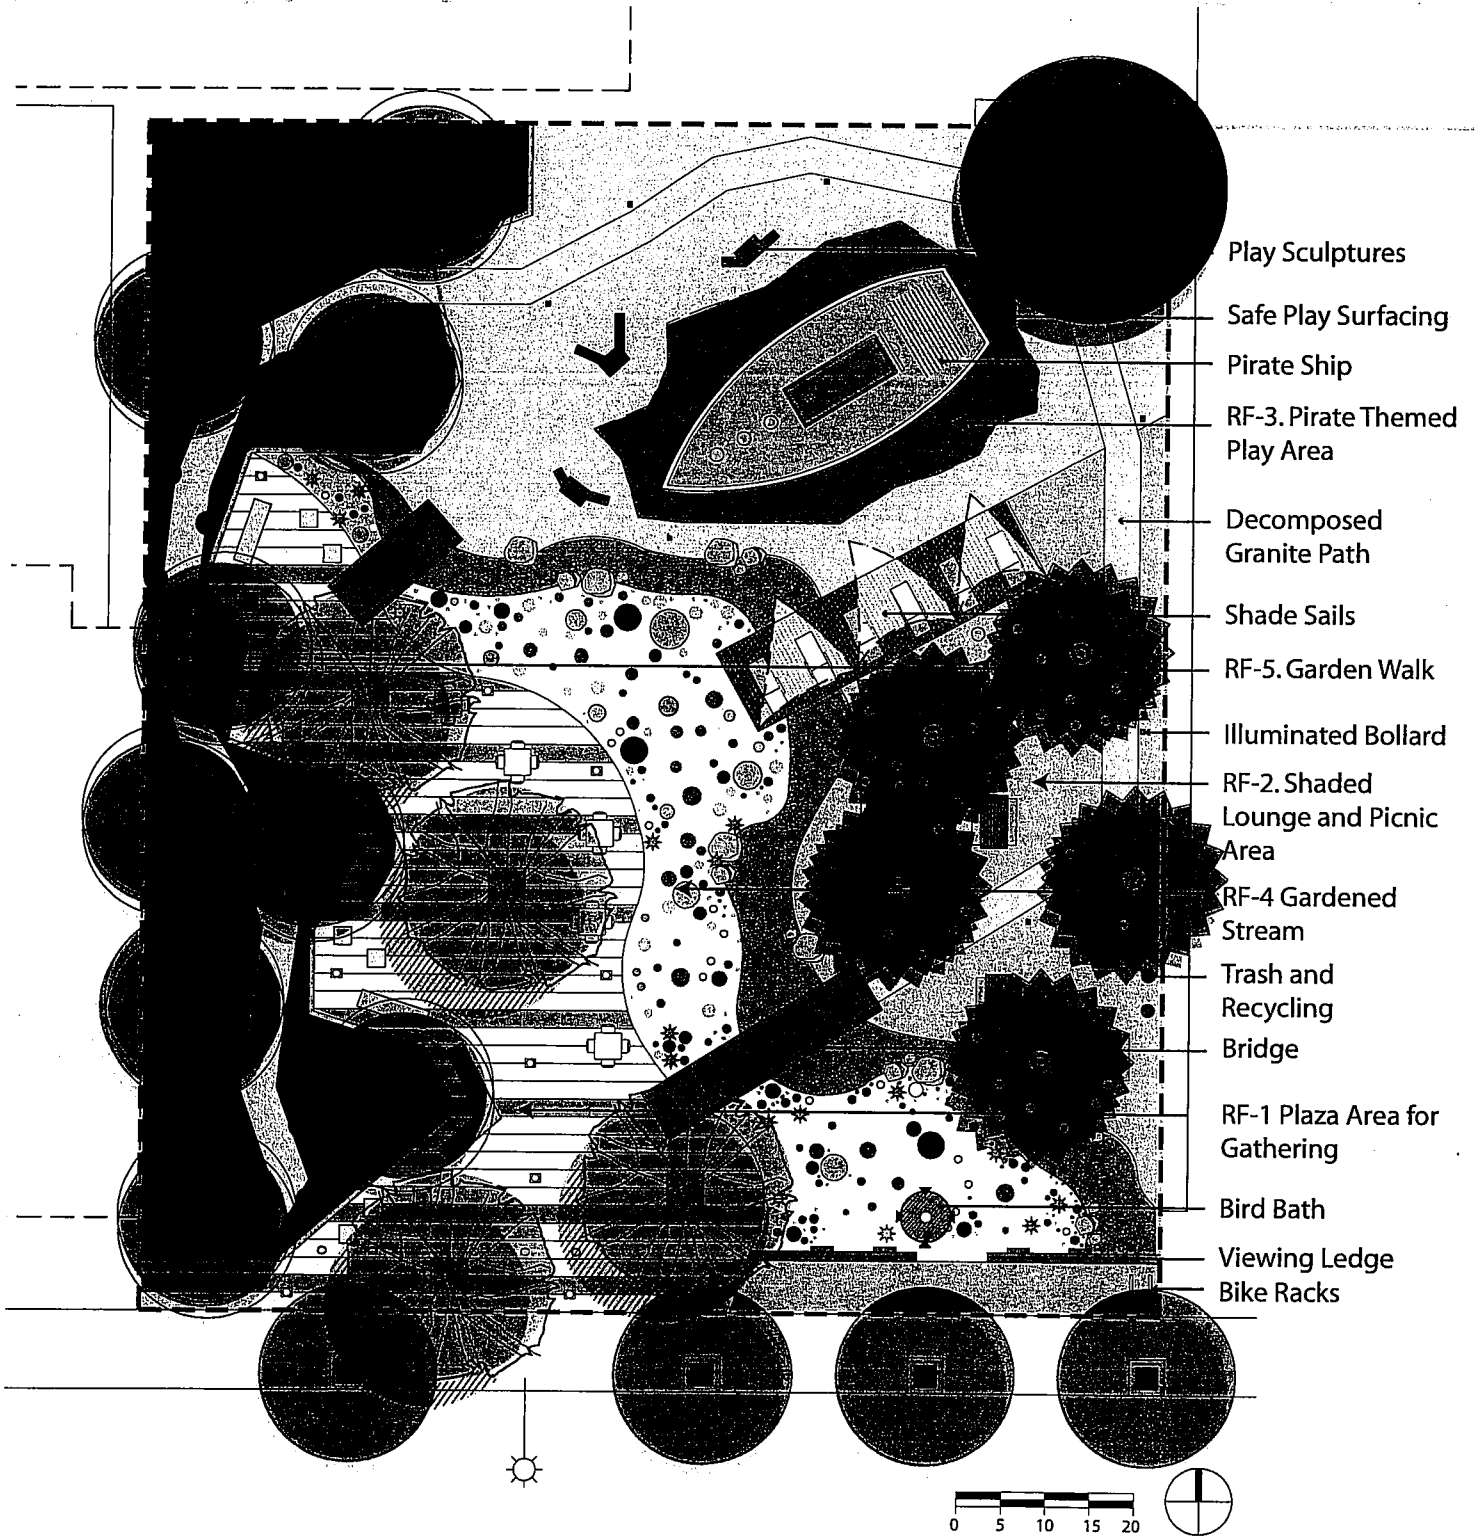 Play Sculptures
Safe Play Surfacing
Pirate Ship
RF-3. Pirate Themed
Play Area
Decomposed
Granite Path
Shade Sails
RF-5. Garden Walk
Illuminated Bollard
RF-2. Shaded
Lounge and Picnic
Area
RF-4 Gardened
Stream
Trash and
Recycling
Bridge
RF-1 Plaza Area for
Gathering
Bird Bath
Viewing Ledge
Bike Racks
0 5 10 15 20